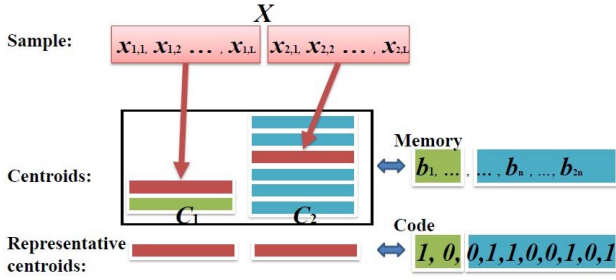 X
Sample: x1,1, x1,2 ... , x1,L x2,1, x2,2 ... , x2,L
Memory
Centroids: b1, ... , ... , bn , ... , b2n
C1 C2
Code
Representative centroids: 1, 0, 0,1,1,0,0,1,0,1